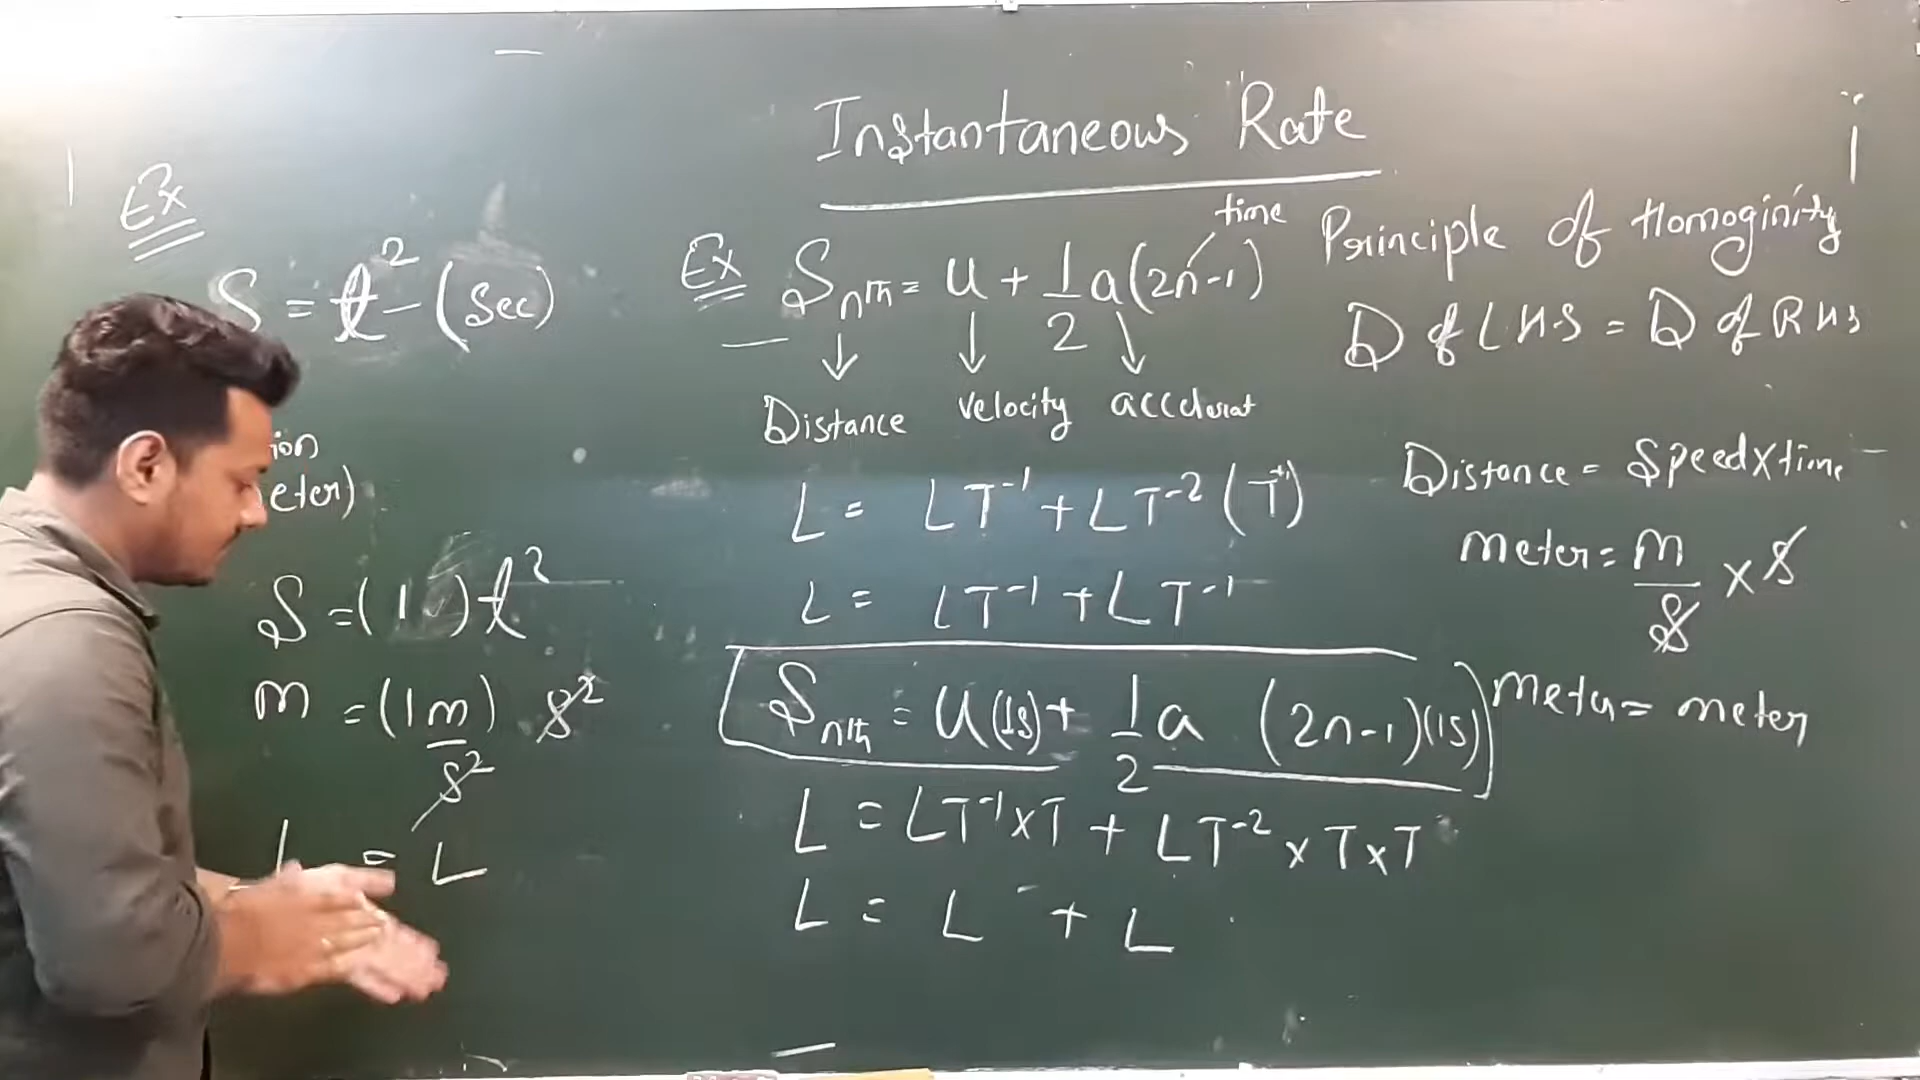 Instantaneous Rate
Ex
S = t² (Sec)
ion
eter)
S = (1 ) t²
m = (1 m/s²) s²
L = L
time
Ex Snth = u + 1/2 a (2n-1)
Distance velocity accelerat
L = LT⁻¹ + LT⁻² (T⁺¹)
L = LT⁻¹ + LT⁻¹
Snth = U(1s) + 1/2 a (2n-1)(1s)
L = LT⁻¹ x T + LT⁻² x T x T
L = L + L
Principle of Homoginity
D of LHS = D of RHS
Distance = Speed x time
Meter = m/s x s
Meter = meter